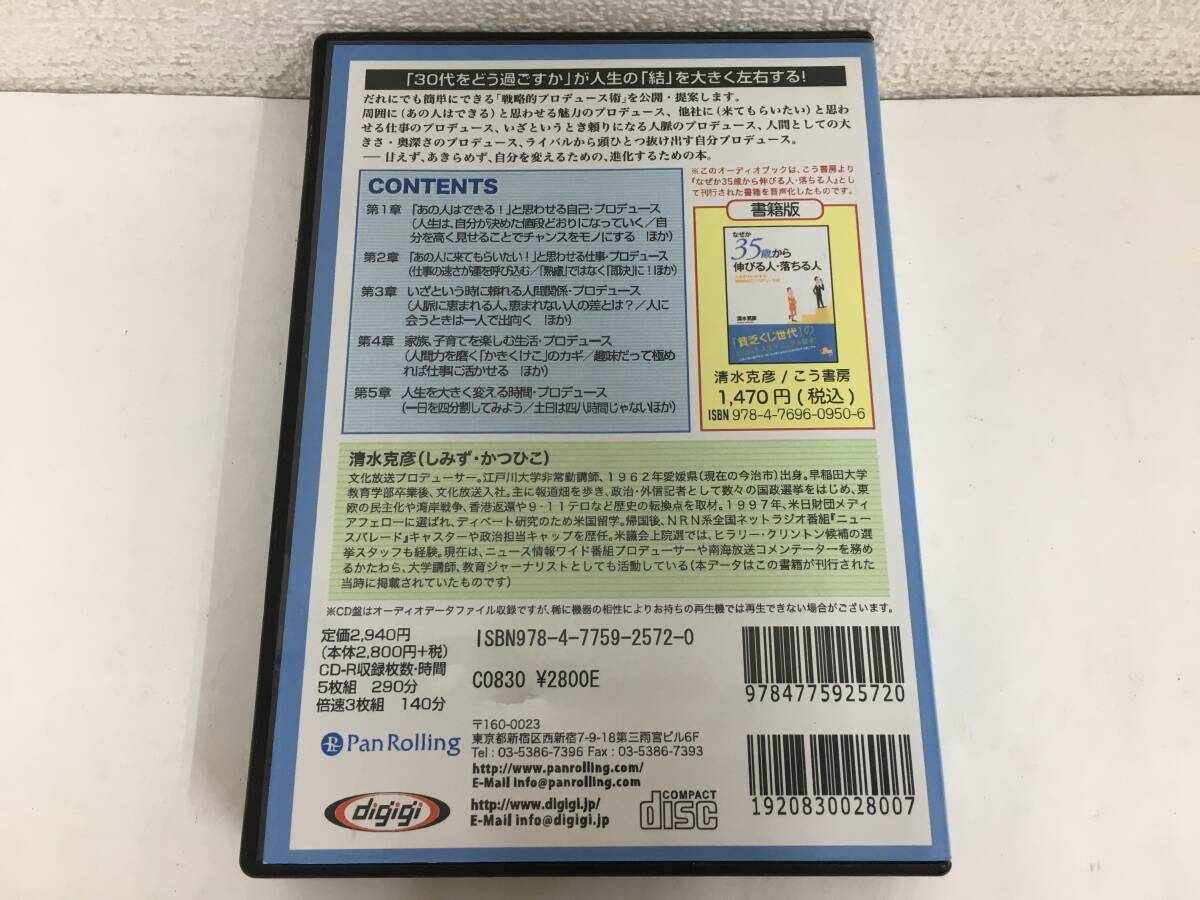 「30代をどう過ごすか」が人生の「結」を大きく左右する!
だれにでも簡単にできる「戦略的プロデュース術」を公開・提案します。
周囲に(あの人はできる)と思わせる魅力のプロデュース、他社に(来てもらいたい)と思わ
せる仕事のプロデュース、いざというとき頼りになる人脈のプロデュース、人間としての大
きさ・奥深さのプロデュース、ライバルから頭ひとつ抜け出す自分プロデュース。
― 甘えず、あきらめず、自分を変えるための、進化するための本。
CONTENTS
第1章 「あの人はできる!」と思わせる自己・プロデュース
(人生は、自分が決めた値段どおりになっていく/自
分を高く見せることでチャンスをモノにする ほか)
第2章 「あの人に来てもらいたい!」と思わせる仕事・プロデュース
(仕事の速さが運を呼び込む/「熟慮」ではなく「即決」に! ほか)
第3章 いざという時に頼れる人間関係・プロデュース
(人脈に恵まれる人、恵まれない人の差とは?/人に
会うときは一人で出向く ほか)
第4章 家族、子育てを楽しむ生活・プロデュース
(人間力を磨く「かきくけこ」のカギ/趣味だって極め
れば仕事に活かせる ほか)
第5章 人生を大きく変える時間・プロデュース
(一日を四分割してみよう/土日は四八時間じゃない ほか)
※このオーディオブックは、こう書房より
『なぜか35歳から伸びる人・落ちる人』とし
て刊行された書籍を音声化したものです。
書籍版
なぜか
35歳から
伸びる人・落ちる人
清水克彦
「貧乏くじ世代」の
清水克彦 / こう書房
1,470円(税込)
ISBN 978-4-7696-0950-6
清水克彦(しみず・かつひこ)
文化放送プロデューサー。江戸川大学非常勤講師、1962年愛媛県(現在の今治市)出身。早稲田大学
教育学部卒業後、文化放送入社。主に報道畑を歩き、政治・外信記者として数々の国政選挙をはじめ、東
欧の民主化や湾岸戦争、香港返還や9・11テロなど歴史の転換点を取材。1997年、米日財団メディ
アフェローに選ばれ、ディベート研究のため米国留学。帰国後、NRN系全国ネットラジオ番組『ニュー
スパレード』キャスターや政治担当キャップを歴任。米議会上院選では、ヒラリー・クリントン候補の選
挙スタッフも経験。現在は、ニュース情報ワイド番組プロデューサーや南海放送コメンテーターを務め
るかたわら、大学講師、教育ジャーナリストとしても活動している(本データはこの書籍が刊行された
当時に掲載されていたものです)
※CD盤はオーディオデータファイル収録ですが、稀に機器の相性によりお持ちの再生機では再生できない場合がございます。
定価2,940円
(本体2,800円+税)
CD-R収録枚数・時間
5枚組 290分
倍速3枚組 140分
ISBN978-4-7759-2572-0
C0830 ¥2800E
9784775925720
1920830028007
PanRolling
〒160-0023
東京都新宿区西新宿7-9-18第三雨宮ビル6F
Tel : 03-5386-7396 Fax : 03-5386-7393
http://www.panrolling.com/
E-Mail info@panrolling.com
digigi
http://www.digigi.jp/
E-Mail info@digigi.jp
COMPACT
disc